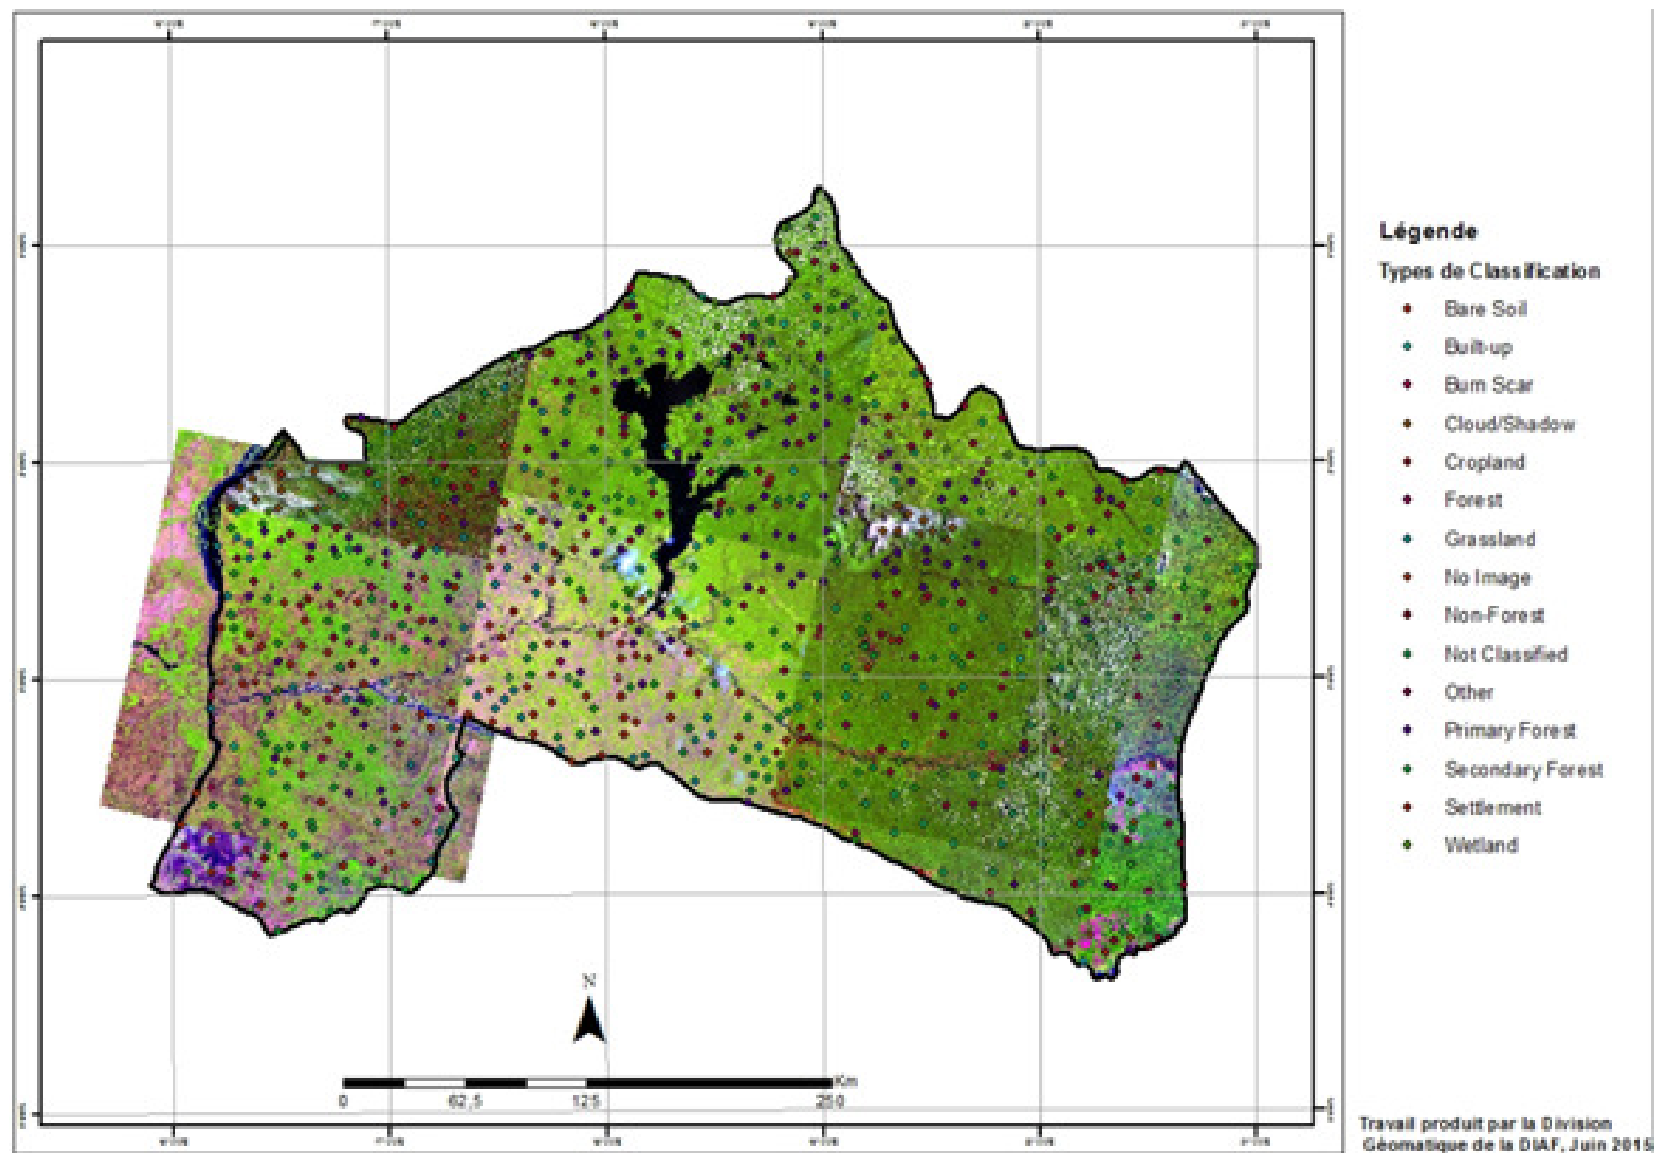 Légende
Types de Classification
Bare Soil
Built-up
Burn Scar
Cloud/Shadow
Cropland
Forest
Grassland
No Image
Non-Forest
Not Classified
Other
Primary Forest
Secondary Forest
Settlement
Wetland
N
Km
0 62,5 125 250
Travail produit par la Division
Géomatique de la DIAF, Juin 2015